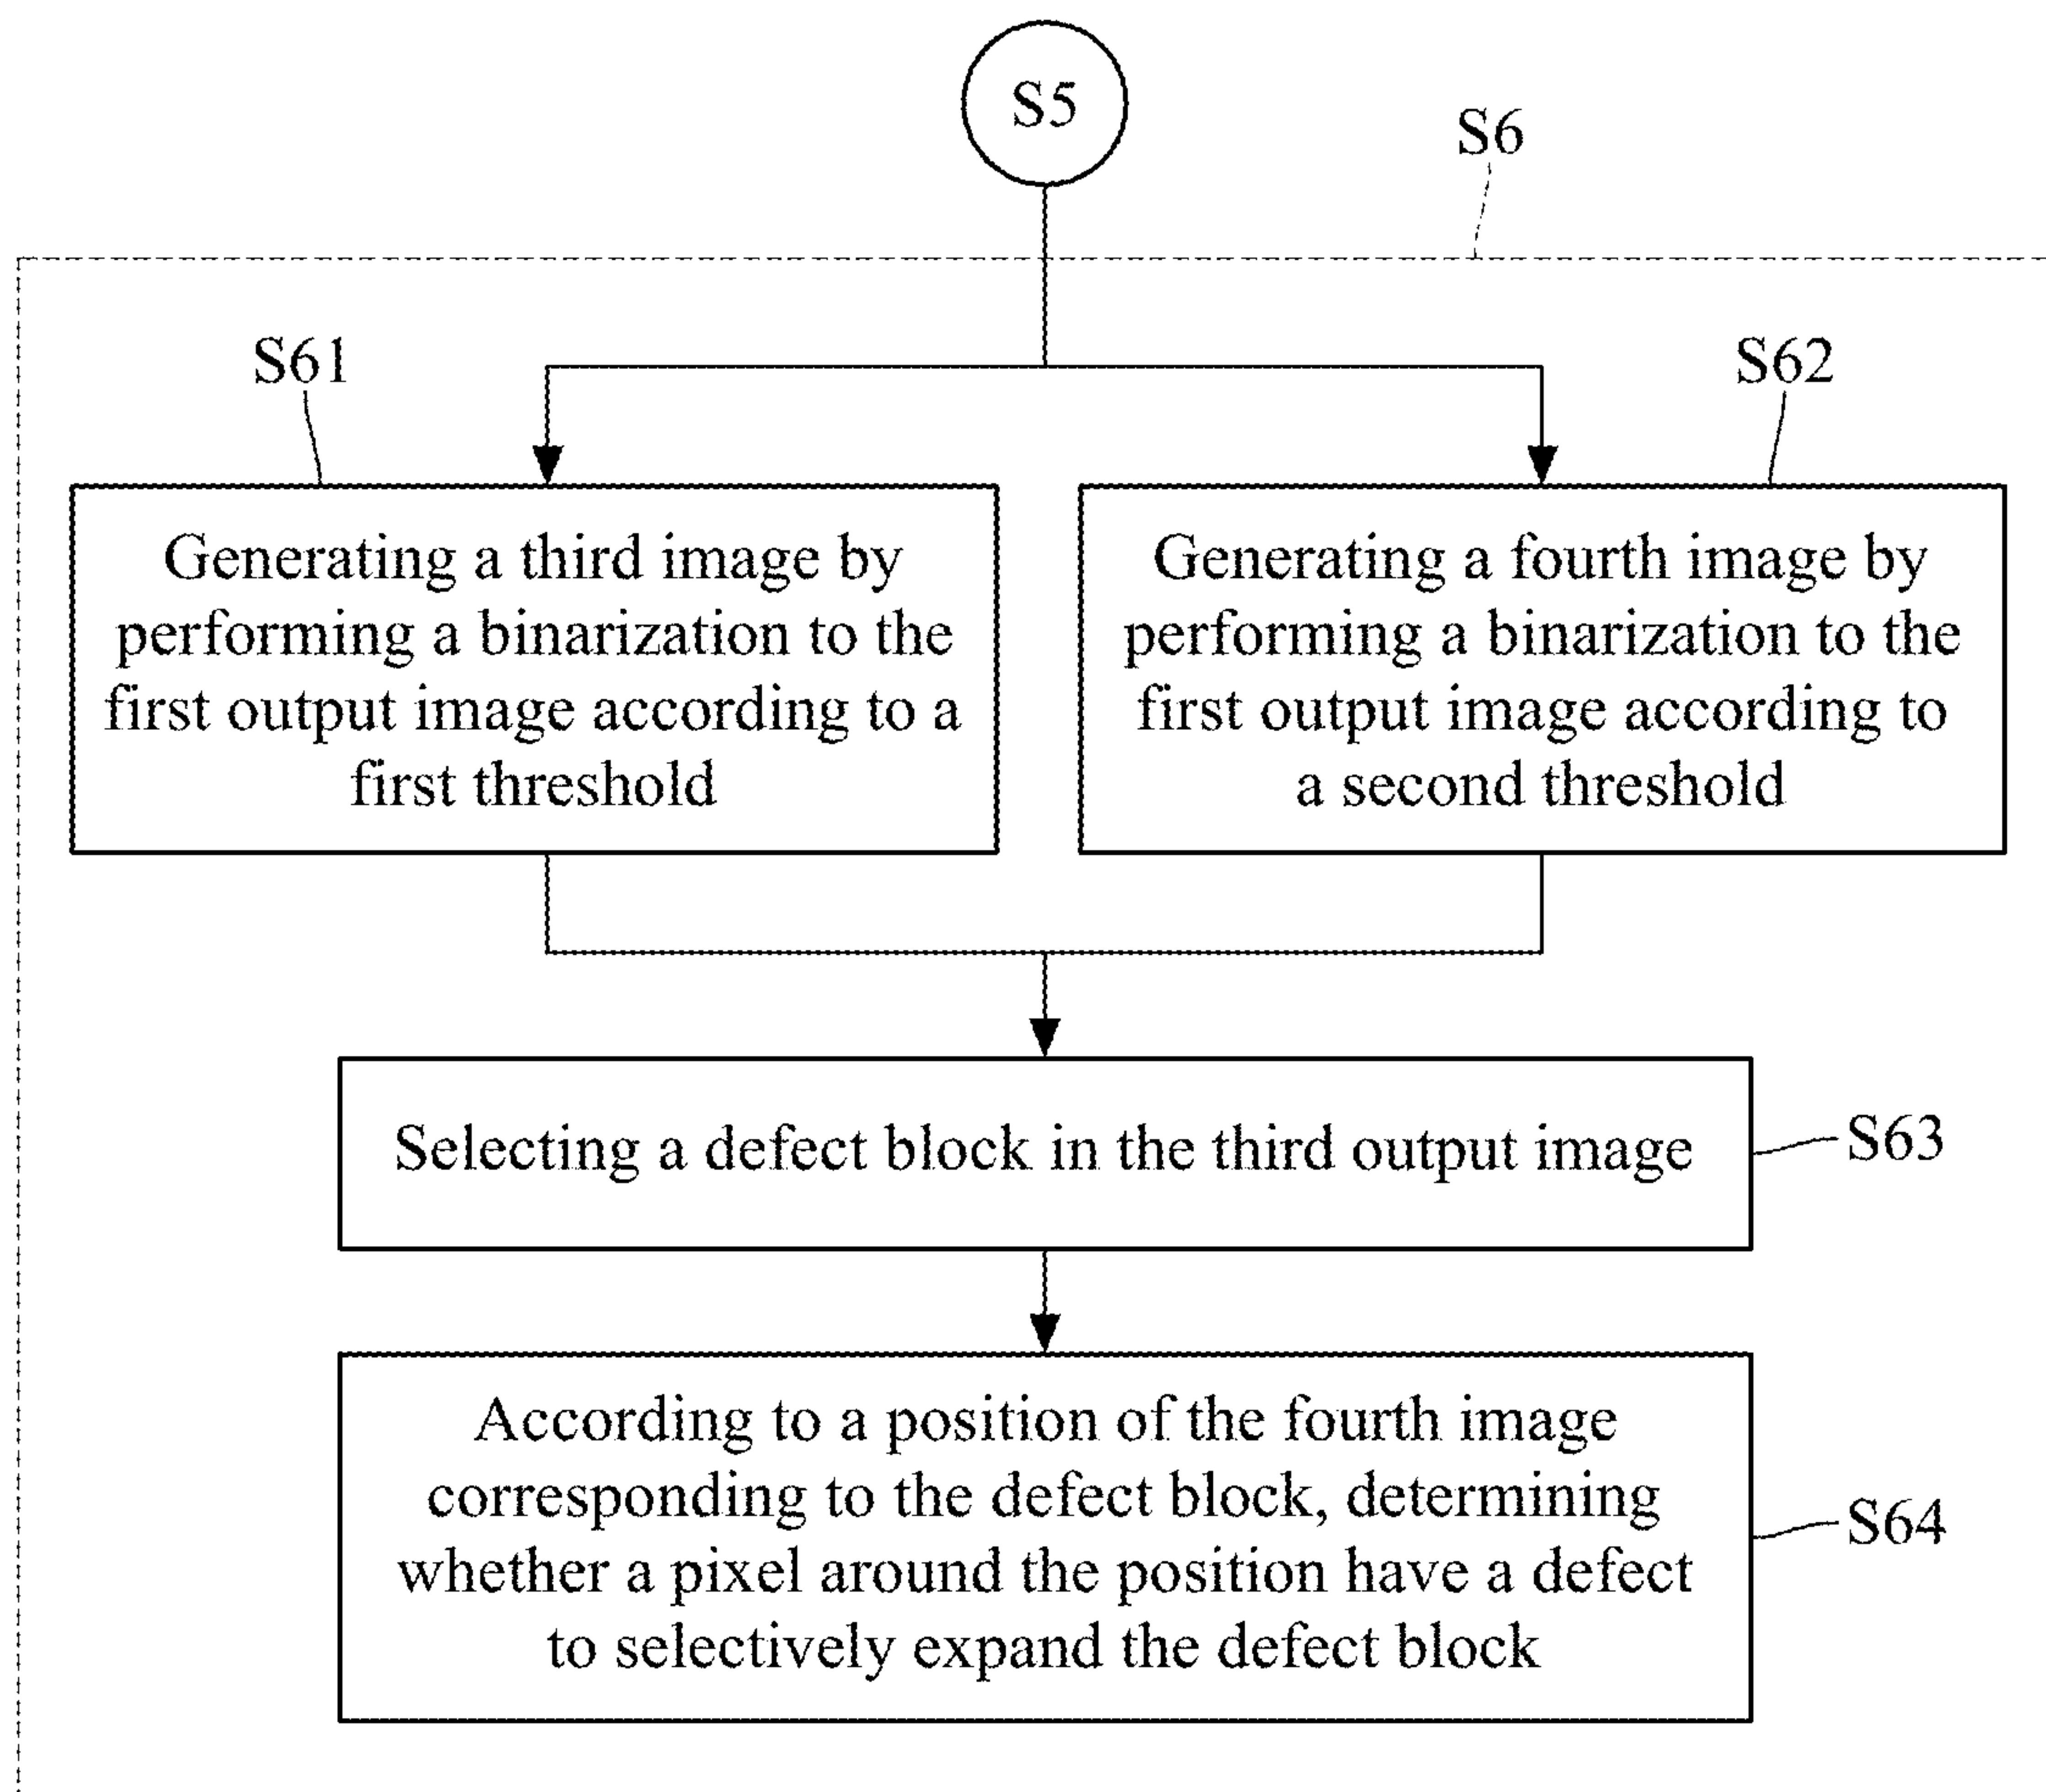 S5
S6
S61
S62
Generating a third image by
performing a binarization to the
first output image according to a
first threshold
Generating a fourth image by
performing a binarization to the
first output image according to
a second threshold
Selecting a defect block in the third output image
S63
According to a position of the fourth image
corresponding to the defect block, determining
whether a pixel around the position have a defect
to selectively expand the defect block
S64